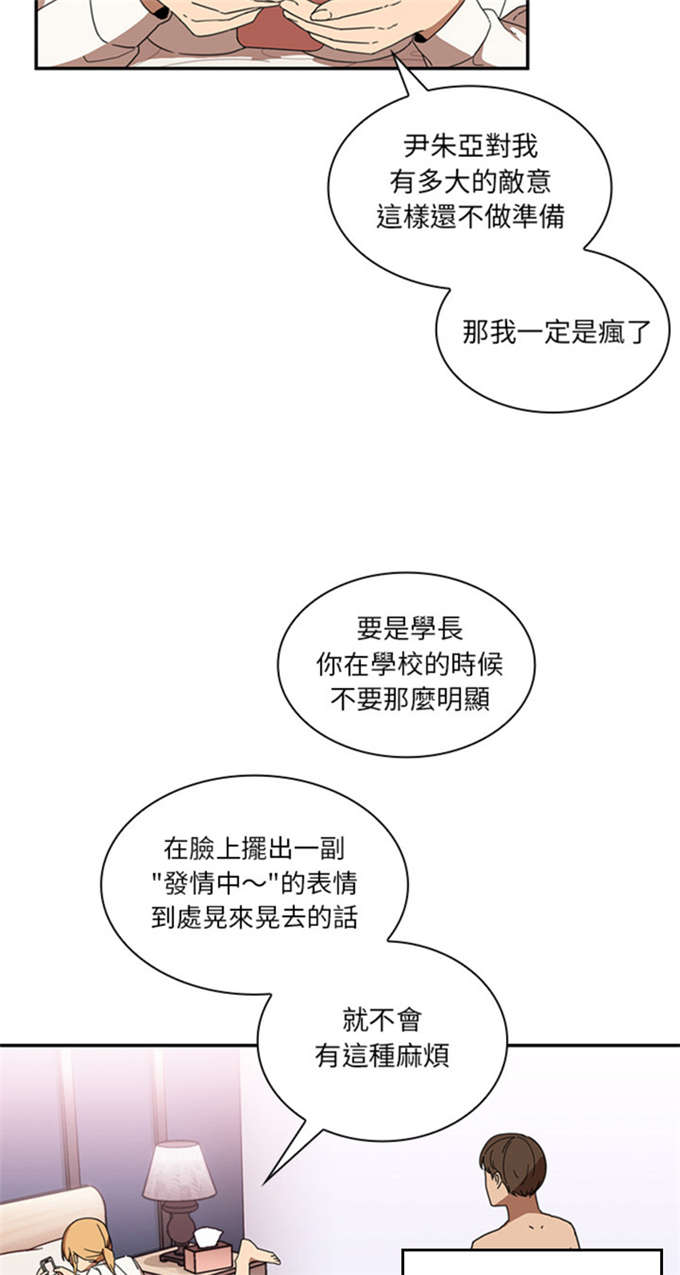 尹朱亞對我
有多大的敵意
這樣還不做準備
那我一定是瘋了
要是學長
你在學校的時候
不要那麼明顯
在臉上擺出一副
"發情中～"的表情
到處晃來晃去的話
就不會
有這種麻煩